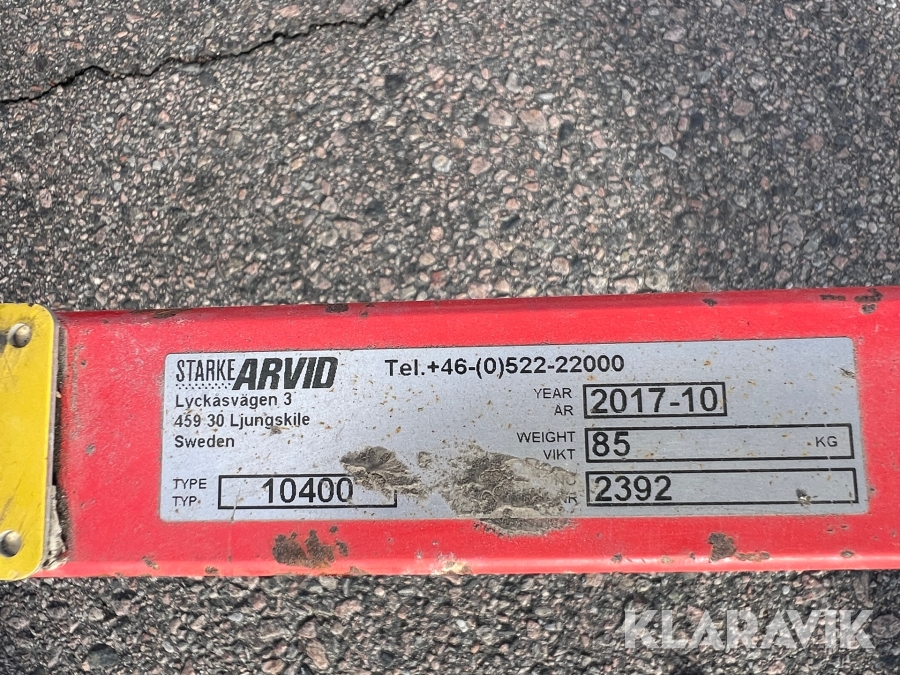 STARKE ARVID
Lyckasvägen 3
459 30 Ljungskile
Sweden
TYPE
TYP
10400
Tel.+46-(0)522-22000
YEAR
ÅR
2017-10
WEIGHT
VIKT
85 KG
2392
KLARAVIK